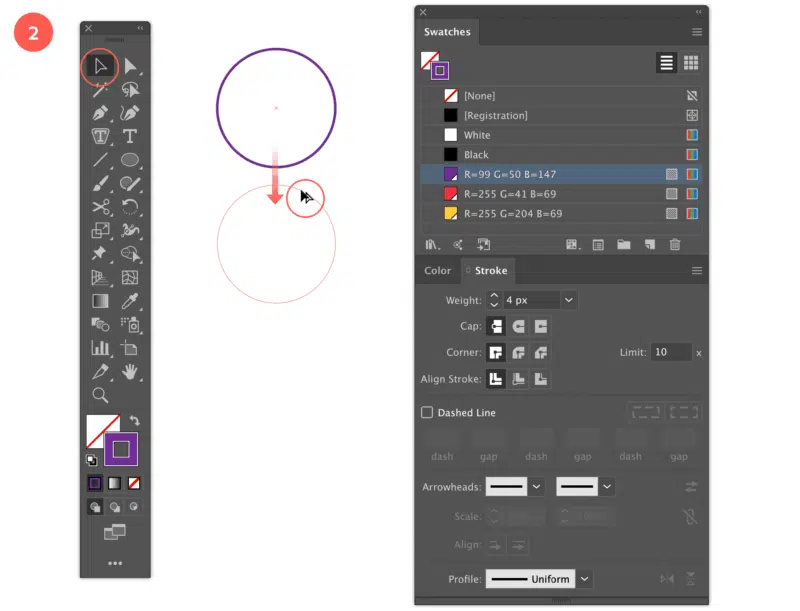 2
Swatches
[None]
[Registration]
White
Black
R=99 G=50 B=147
R=255 G=41 B=69
R=255 G=204 B=69
Color
Stroke
Weight: 4 px
Cap:
Corner: Limit: 10 x
Align Stroke:
Dashed Line
dash gap dash gap dash gap
Arrowheads:
Scale:
Align:
Profile: Uniform